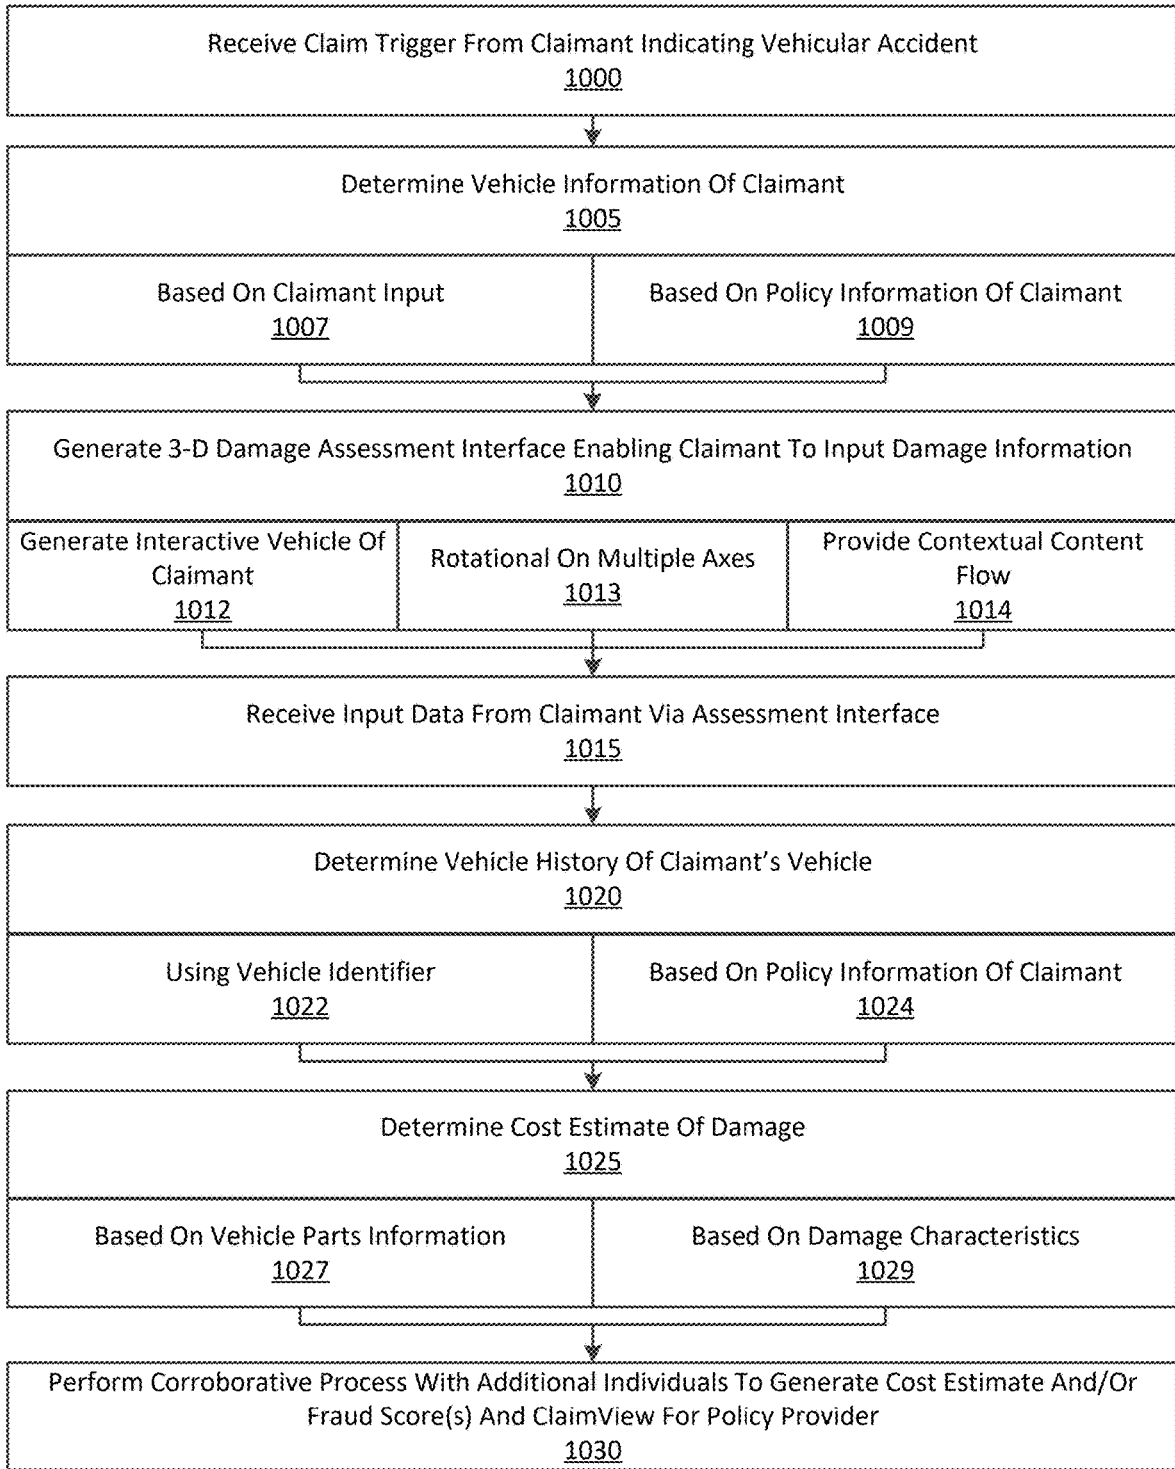 Receive Claim Trigger From Claimant Indicating Vehicular Accident
1000
Determine Vehicle Information Of Claimant
1005
Based On Claimant Input
1007
Based On Policy Information Of Claimant
1009
Generate 3-D Damage Assessment Interface Enabling Claimant To Input Damage Information
1010
Generate Interactive Vehicle Of
Claimant
1012
Rotational On Multiple Axes
1013
Provide Contextual Content
Flow
1014
Receive Input Data From Claimant Via Assessment Interface
1015
Determine Vehicle History Of Claimant's Vehicle
1020
Using Vehicle Identifier
1022
Based On Policy Information Of Claimant
1024
Determine Cost Estimate Of Damage
1025
Based On Vehicle Parts Information
1027
Based On Damage Characteristics
1029
Perform Corroborative Process With Additional Individuals To Generate Cost Estimate And/Or
Fraud Score(s) And ClaimView For Policy Provider
1030